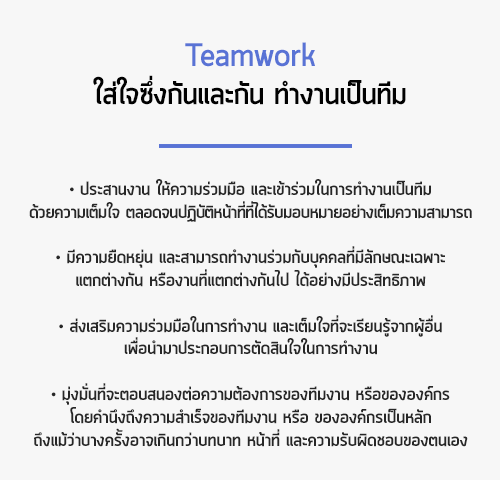 Teamwork
ใส่ใจซึ่งกันและกัน ทำงานเป็นทีม
• ประสานงาน ให้ความร่วมมือ และเข้าร่วมในการทำงานเป็นทีม
ด้วยความเต็มใจ ตลอดจนปฏิบัติหน้าที่ที่ได้รับมอบหมายอย่างเต็มความสามารถ
• มีความยืดหยุ่น และสามารถทำงานร่วมกับบุคคลที่มีลักษณะเฉพาะ
แตกต่างกัน หรืองานที่แตกต่างกันไป ได้อย่างมีประสิทธิภาพ
• ส่งเสริมความร่วมมือในการทำงาน และเต็มใจที่จะเรียนรู้จากผู้อื่น
เพื่อนำมาประกอบการตัดสินใจในการทำงาน
• มุ่งมั่นที่จะตอบสนองต่อความต้องการของทีมงาน หรือขององค์กร
โดยคำนึงถึงความสำเร็จของทีมงาน หรือ ขององค์กรเป็นหลัก
ถึงแม้ว่าบางครั้งอาจเกินกว่าบทบาท หน้าที่ และความรับผิดชอบของตนเอง